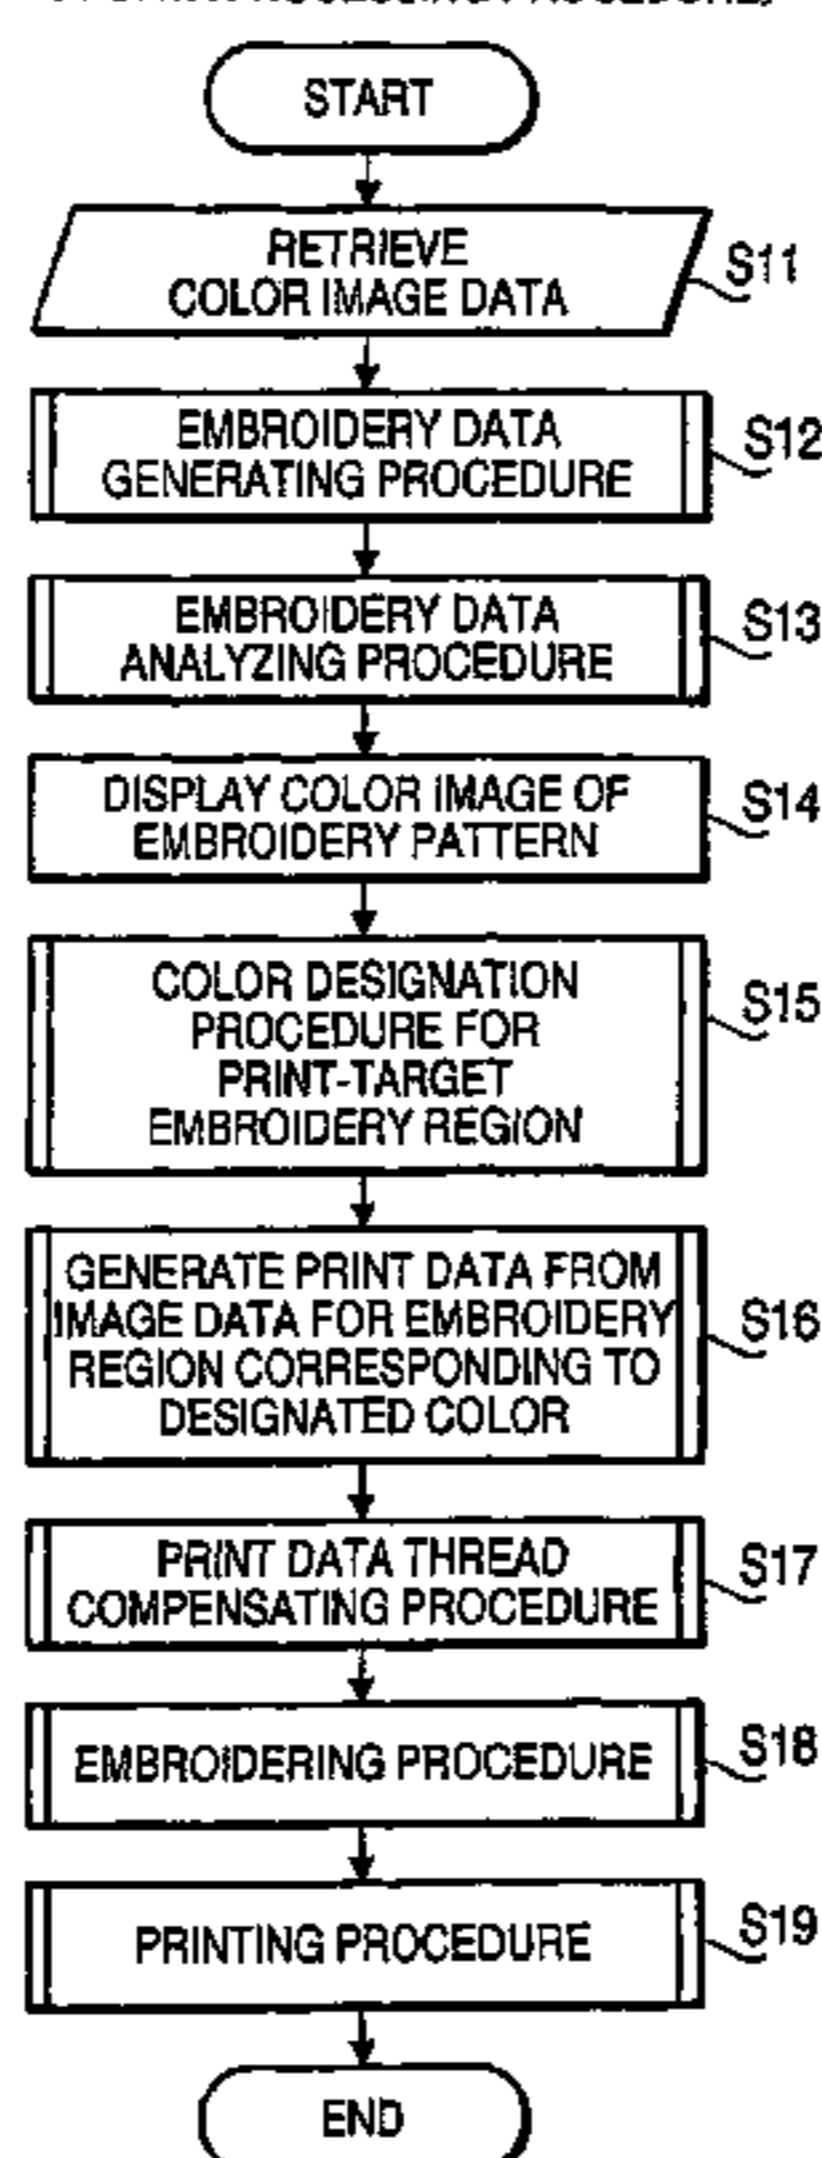 START
RETRIEVE
COLOR IMAGE DATA
S11
EMBROIDERY DATA
GENERATING PROCEDURE
S12
EMBROIDERY DATA
ANALYZING PROCEDURE
S13
DISPLAY COLOR IMAGE OF
EMBROIDERY PATTERN
S14
COLOR DESIGNATION
PROCEDURE FOR
PRINT-TARGET
EMBROIDERY REGION
S15
GENERATE PRINT DATA FROM
IMAGE DATA FOR EMBROIDERY
REGION CORRESPONDING TO
DESIGNATED COLOR
S16
PRINT DATA THREAD
COMPENSATING PROCEDURE
S17
EMBROIDERING PROCEDURE
S18
PRINTING PROCEDURE
S19
END